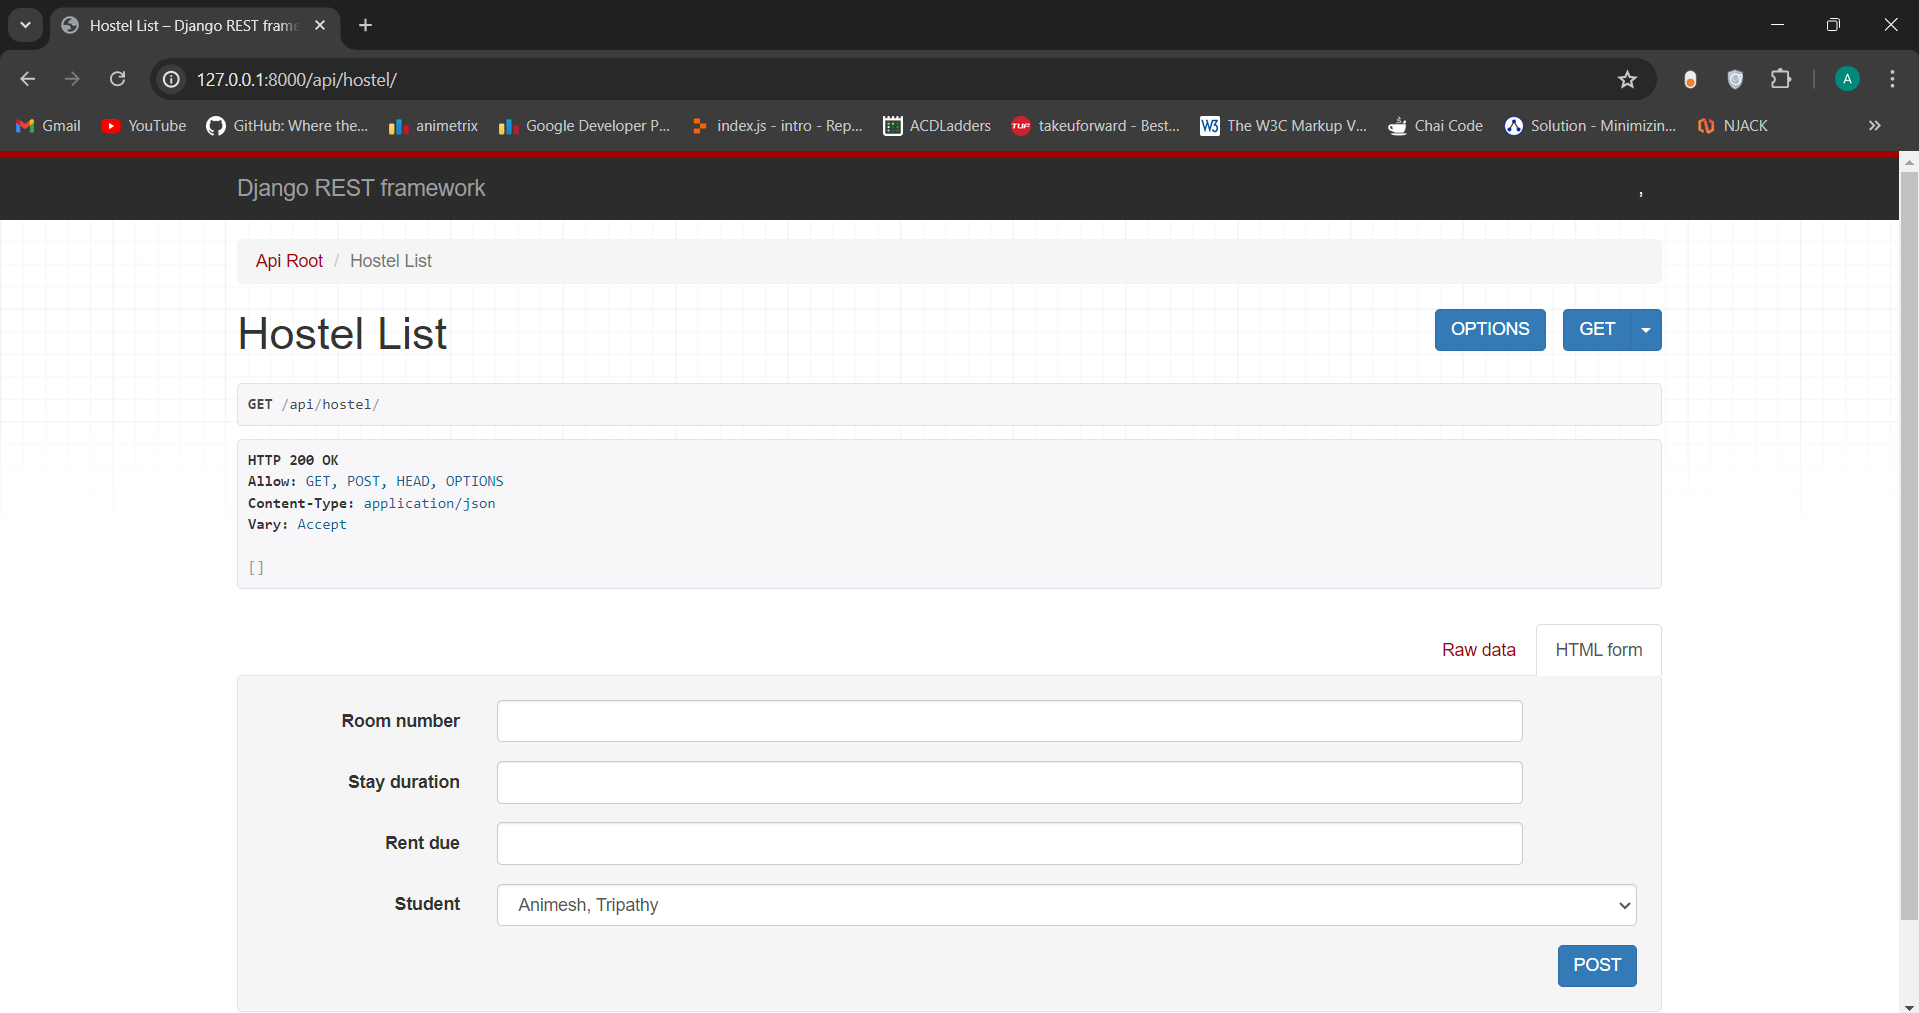 Hostel List – Django REST frame
127.0.0.1:8000/api/hostel/
A
Gmail YouTube GitHub: Where the... animetrix Google Developer P... index.js - intro - Rep... ACDLadders TUF takeuforward - Best... W3 The W3C Markup V... Chai Code Solution - Minimizin... NJACK »
Django REST framework ,
Api Root / Hostel List
Hostel List OPTIONS GET
GET /api/hostel/
HTTP 200 OK
Allow: GET, POST, HEAD, OPTIONS
Content-Type: application/json
Vary: Accept
[]
Raw data HTML form
Room number
Stay duration
Rent due
Student Animesh, Tripathy
POST